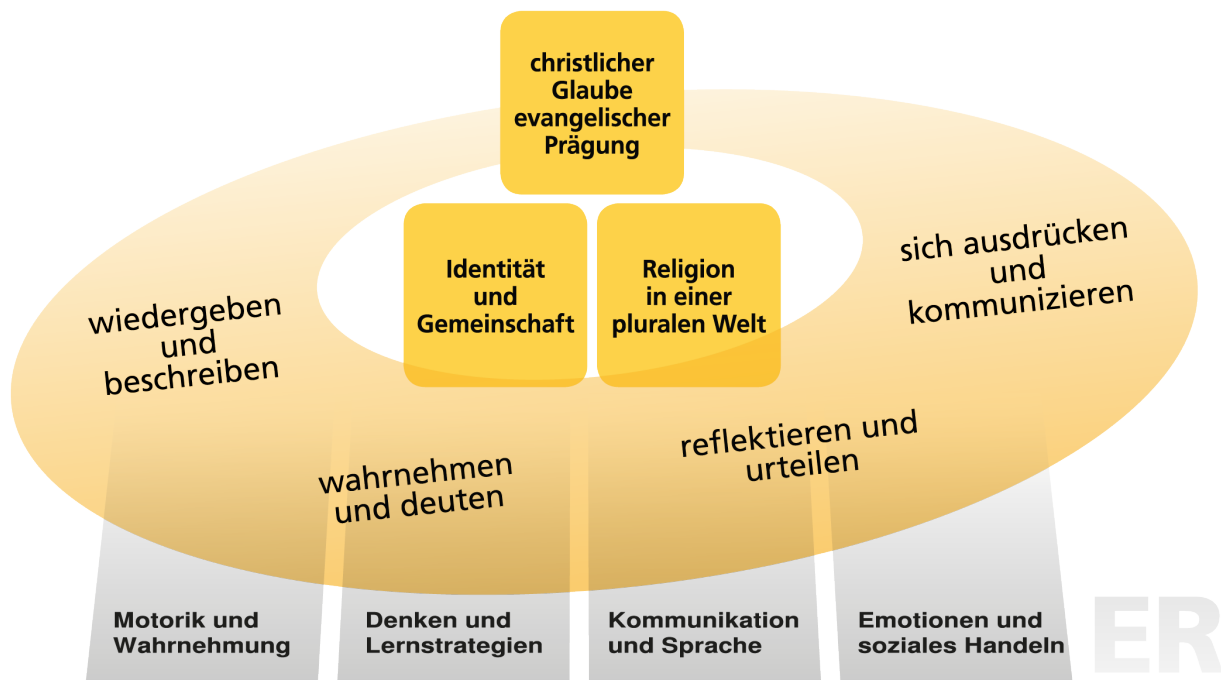 christlicher
Glaube
evangelischer
Prägung
Identität
und
Gemeinschaft
Religion
in einer
pluralen Welt
wiedergeben
und
beschreiben
wahrnehmen
und deuten
reflektieren und
urteilen
sich ausdrücken
und
kommunizieren
Motorik und
Wahrnehmung
Denken und
Lernstrategien
Kommunikation
und Sprache
Emotionen und
soziales Handeln
ER